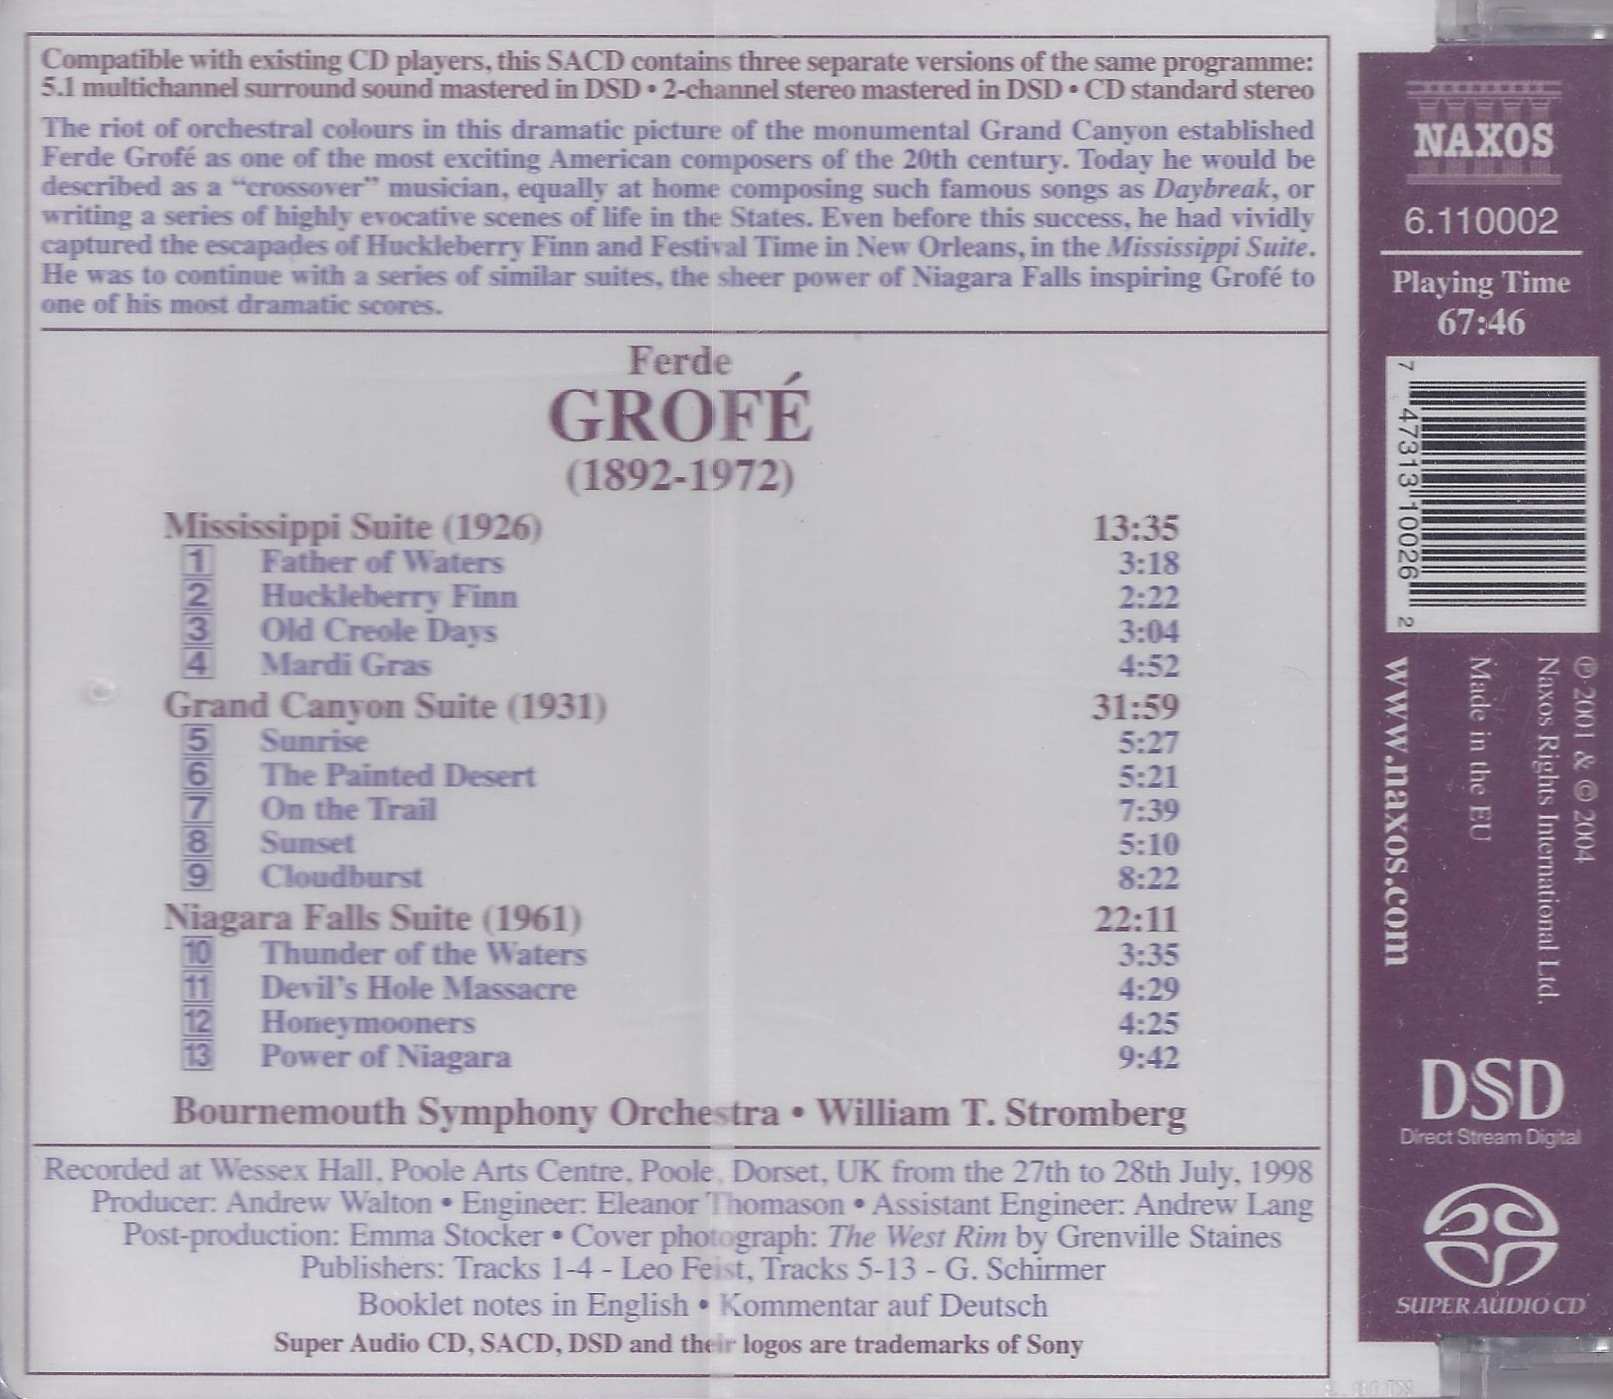 Compatible with existing CD players, this SACD contains three separate versions of the same programme:
5.1 multichannel surround sound mastered in DSD • 2-channel stereo mastered in DSD • CD standard stereo
The riot of orchestral colours in this dramatic picture of the monumental Grand Canyon established
Ferde Grofé as one of the most exciting American composers of the 20th century. Today he would be
described as a “crossover” musician, equally at home composing such famous songs as Daybreak, or
writing a series of highly evocative scenes of life in the States. Even before this success, he had vividly
captured the escapades of Huckleberry Finn and Festival Time in New Orleans, in the Mississippi Suite.
He was to continue with a series of similar suites, the sheer power of Niagara Falls inspiring Grofé to
one of his most dramatic scores.
Ferde
GROFÉ
(1892-1972)
Mississippi Suite (1926) 13:35
1 Father of Waters 3:18
2 Huckleberry Finn 2:22
3 Old Creole Days 3:04
4 Mardi Gras 4:52
Grand Canyon Suite (1931) 31:59
5 Sunrise 5:27
6 The Painted Desert 5:21
7 On the Trail 7:39
8 Sunset 5:10
9 Cloudburst 8:22
Niagara Falls Suite (1961) 22:11
10 Thunder of the Waters 3:35
11 Devil's Hole Massacre 4:29
12 Honeymooners 4:25
13 Power of Niagara 9:42
Bournemouth Symphony Orchestra • William T. Stromberg
Recorded at Wessex Hall, Poole Arts Centre, Poole, Dorset, UK from the 27th to 28th July, 1998
Producer: Andrew Walton • Engineer: Eleanor Thomason • Assistant Engineer: Andrew Lang
Post-production: Emma Stocker • Cover photograph: The West Rim by Grenville Staines
Publishers: Tracks 1-4 - Leo Feist, Tracks 5-13 - G. Schirmer
Booklet notes in English • Kommentar auf Deutsch
Super Audio CD, SACD, DSD and their logos are trademarks of Sony
NAXOS
6.110002
Playing Time
67:46
7 47313 10026 2
℗ 2001 & © 2004
Naxos Rights International Ltd.
Made in the EU
www.naxos.com
DSD
Direct Stream Digital
SUPER AUDIO CD